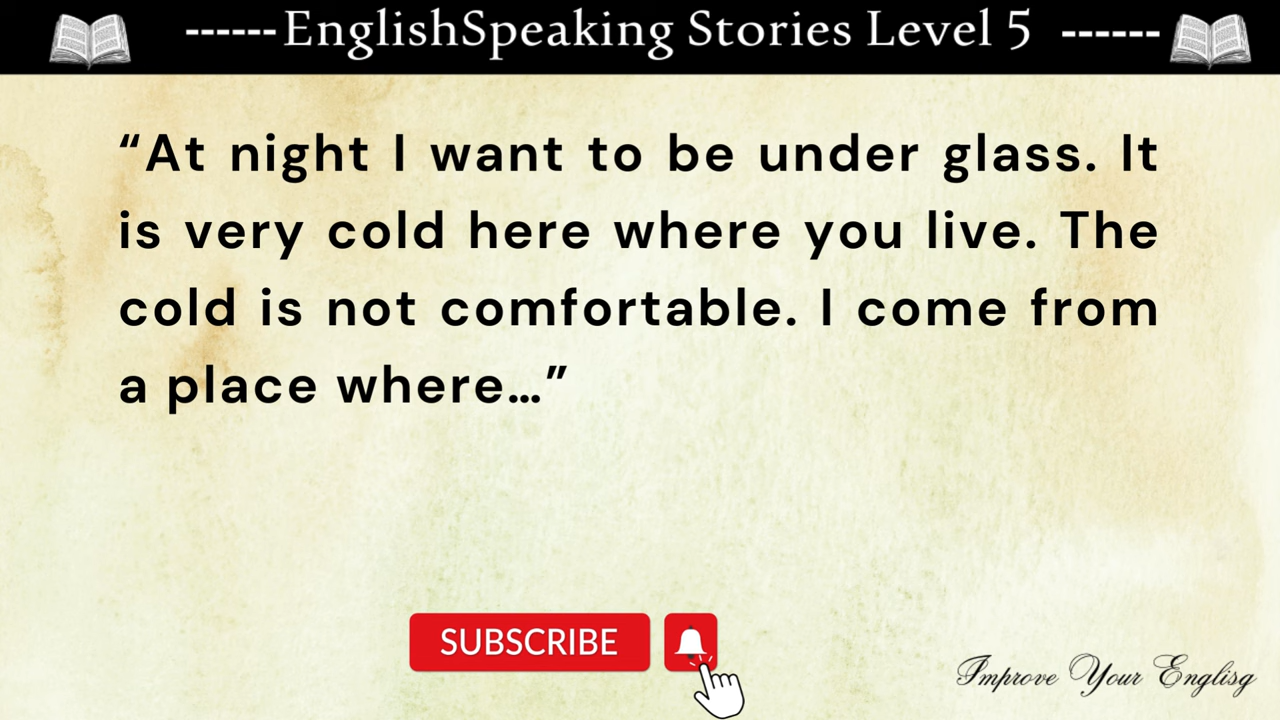 ------EnglishSpeaking Stories Level 5 ------
“At night I want to be under glass. It
is very cold here where you live. The
cold is not comfortable. I come from
a place where…”
SUBSCRIBE
Improve Your Englisg